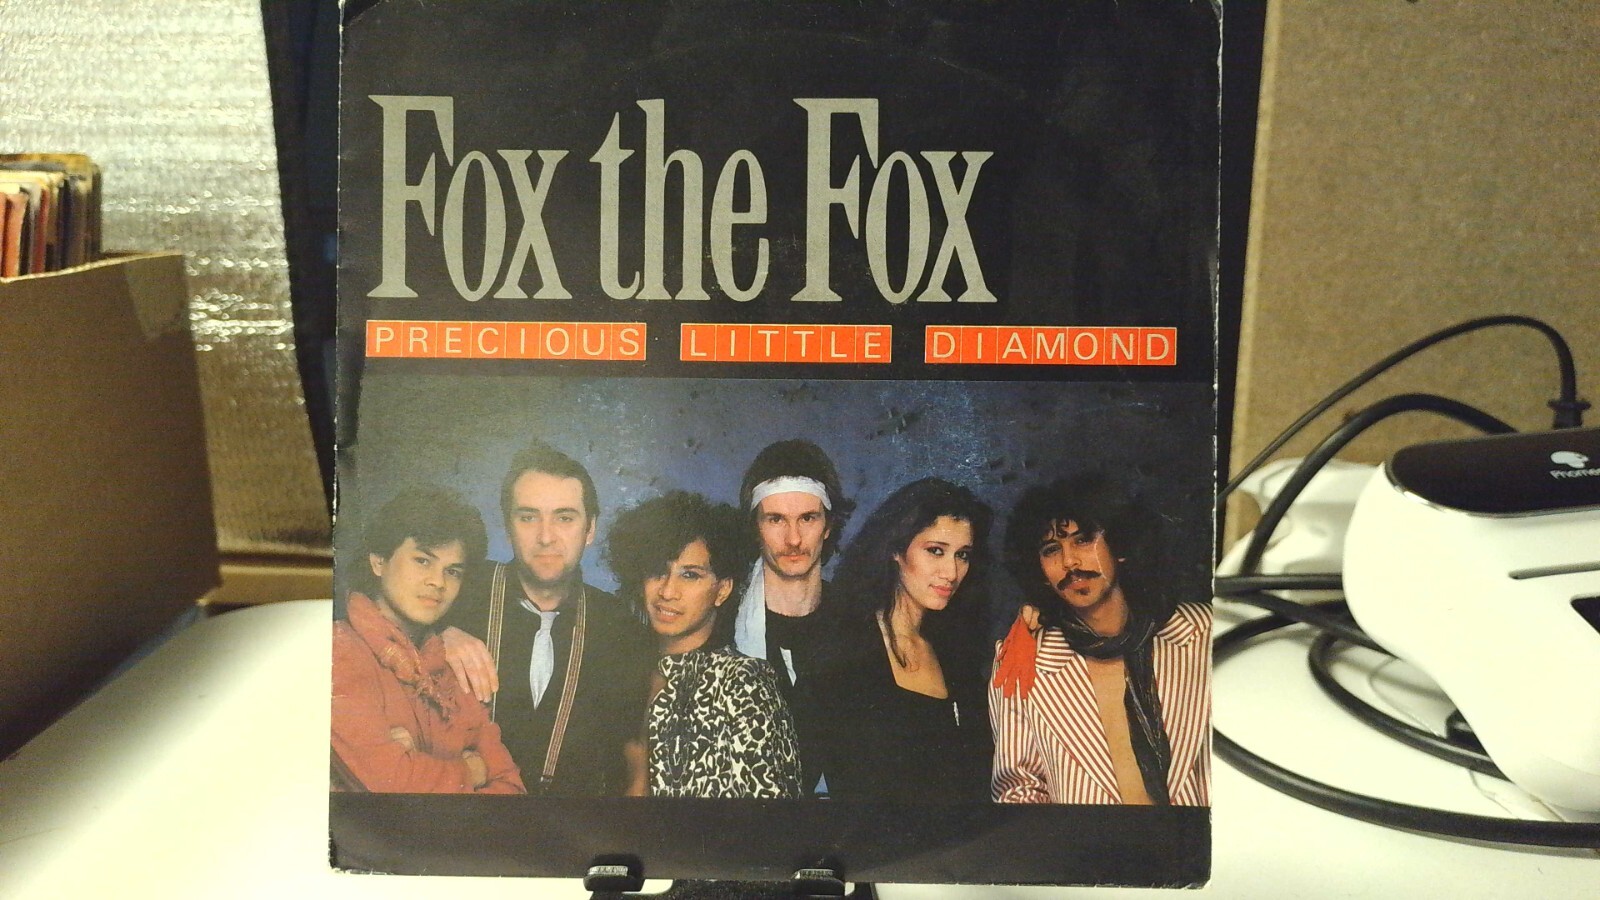 Fox the Fox
PRECIOUS LITTLE DIAMOND